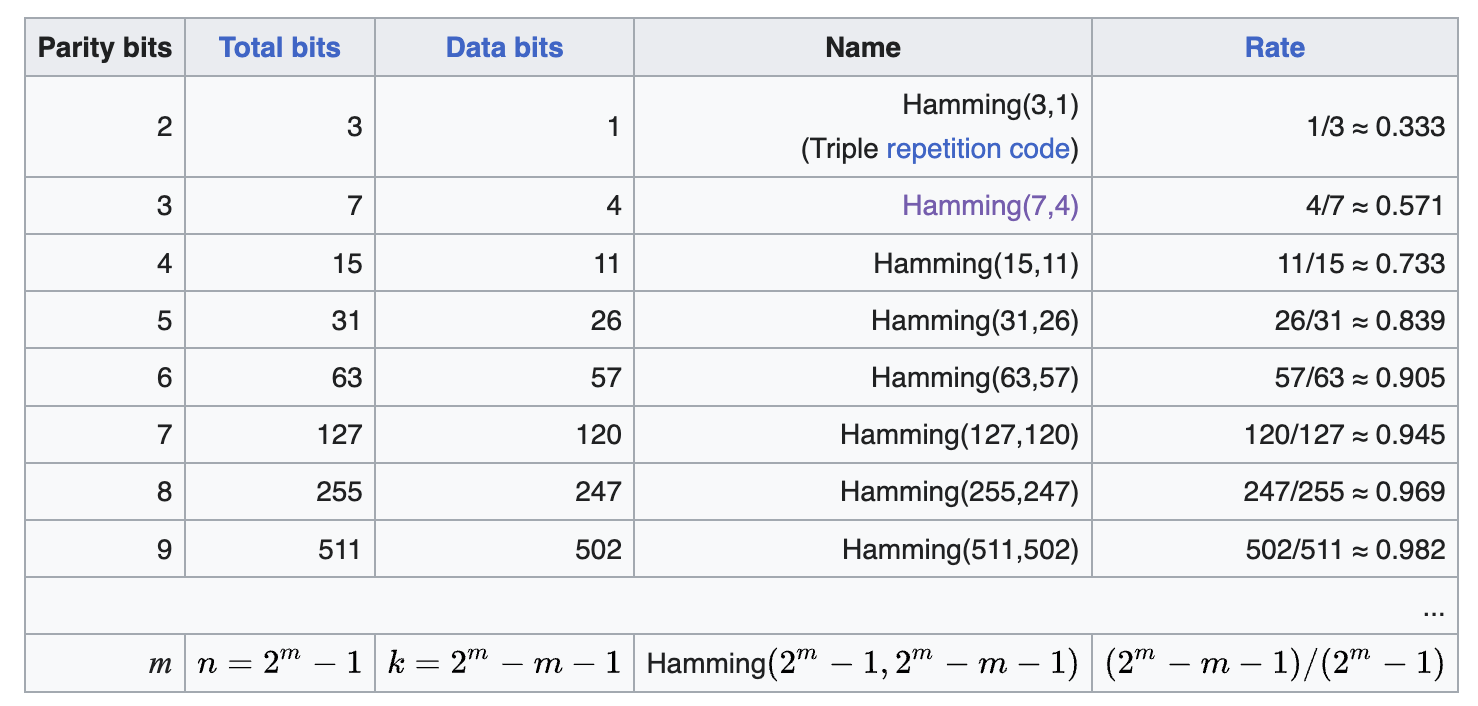 Parity bits Total bits Data bits Name Rate
2 3 1 Hamming(3,1) 1/3 ≈ 0.333
(Triple repetition code)
3 7 4 Hamming(7,4) 4/7 ≈ 0.571
4 15 11 Hamming(15,11) 11/15 ≈ 0.733
5 31 26 Hamming(31,26) 26/31 ≈ 0.839
6 63 57 Hamming(63,57) 57/63 ≈ 0.905
7 127 120 Hamming(127,120) 120/127 ≈ 0.945
8 255 247 Hamming(255,247) 247/255 ≈ 0.969
9 511 502 Hamming(511,502) 502/511 ≈ 0.982
...
m n = 2^m − 1 k = 2^m − m − 1 Hamming(2^m − 1, 2^m − m − 1) (2^m − m − 1)/(2^m − 1)